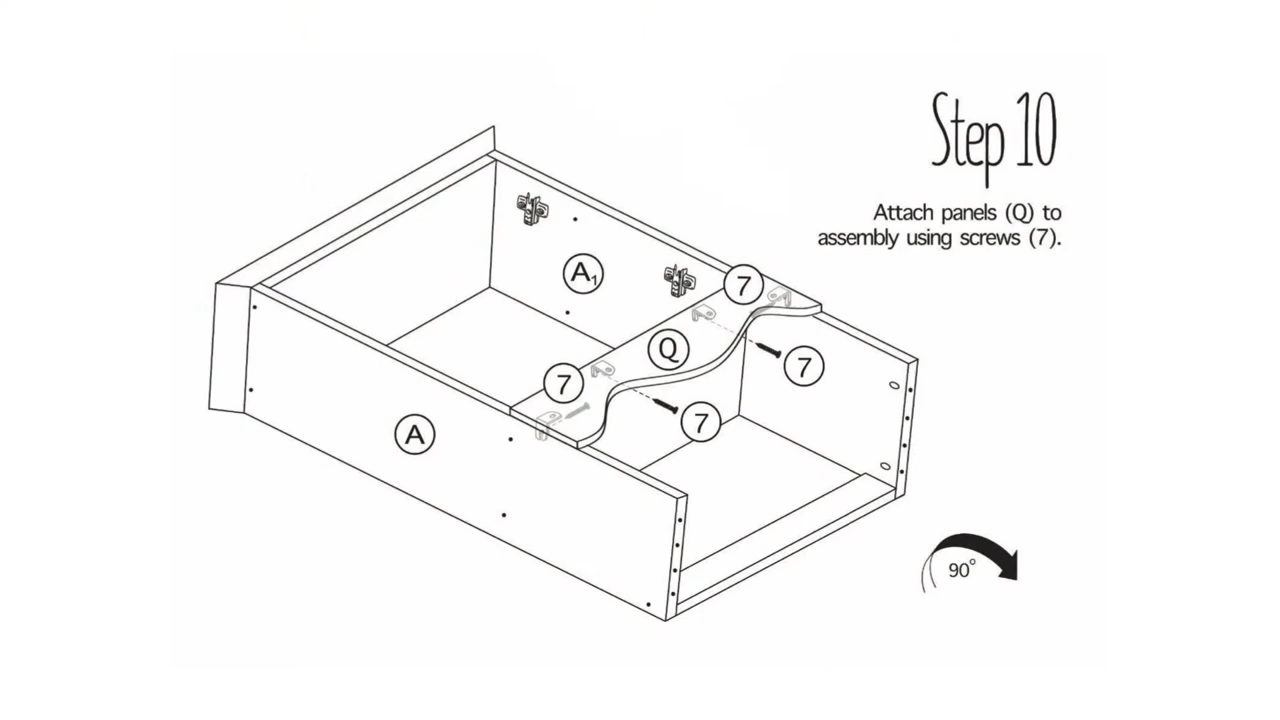 Step 10
Attach panels (Q) to
assembly using screws (7).
A₁
7
Q
7
7
7
A
90°